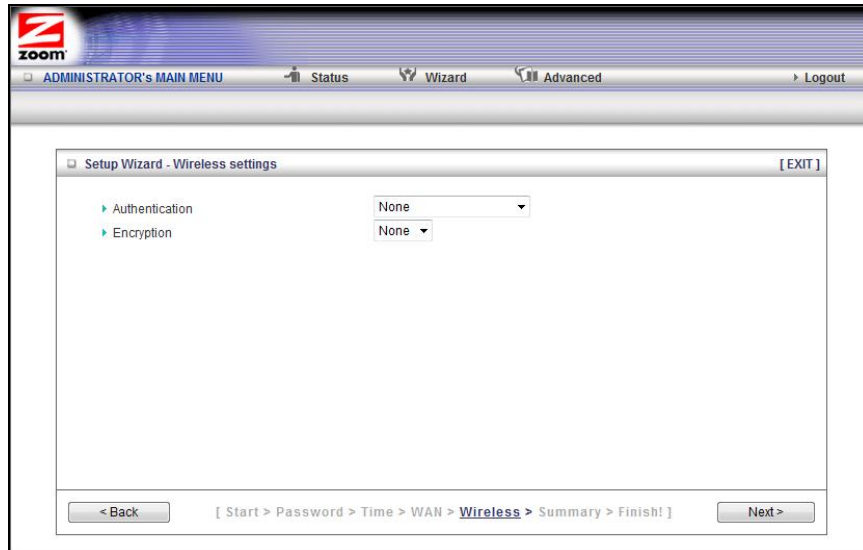 zoom
ADMINISTRATOR's MAIN MENU Status Wizard Advanced Logout
Setup Wizard - Wireless settings [ EXIT ]
Authentication None
Encryption None
< Back [ Start > Password > Time > WAN > Wireless > Summary > Finish! ] Next >